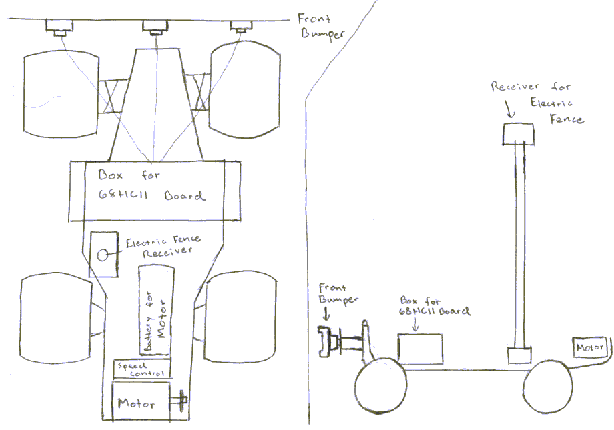 Front
Bumper
Box for
68HC11 Board
Electric Fence
Receiver
Battery for
Motor
Speed
Control
Motor
Receiver for
Electric
Fence
Front
Bumper
Box for
68HC11 Board
Motor